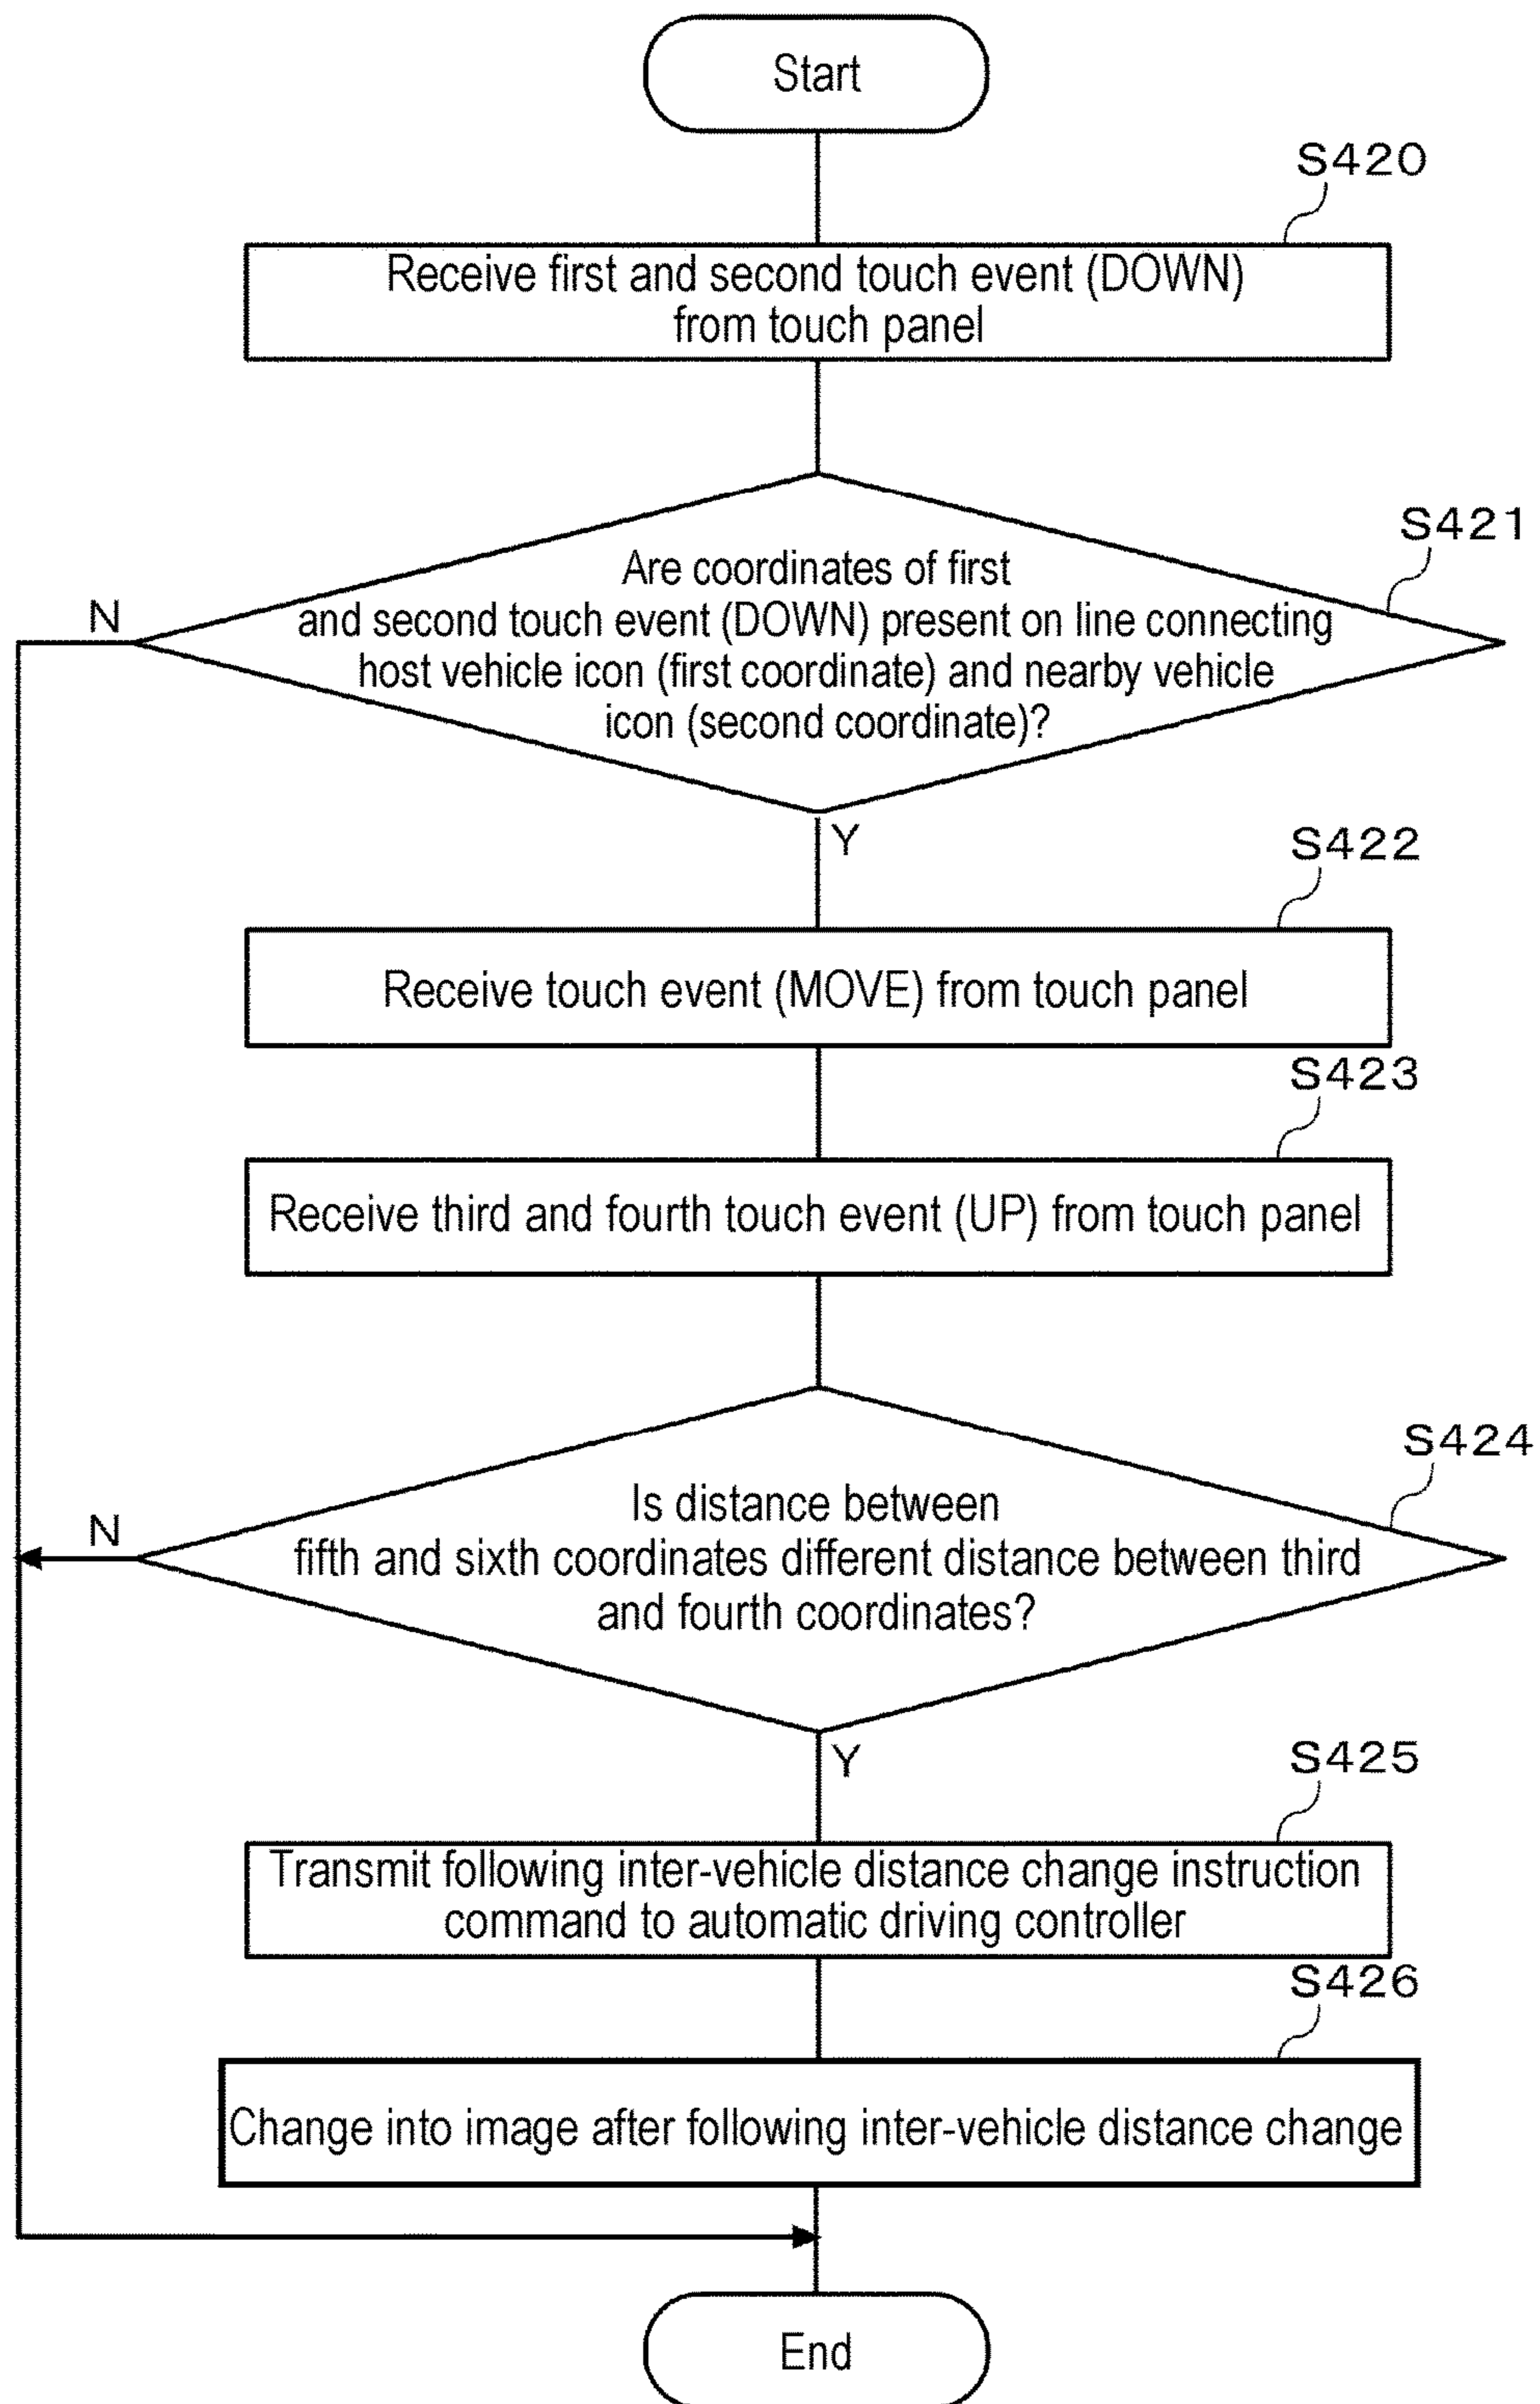 Start
S420
Receive first and second touch event (DOWN)
from touch panel
S421
Are coordinates of first
and second touch event (DOWN) present on line connecting
host vehicle icon (first coordinate) and nearby vehicle
icon (second coordinate)?
N
Y
S422
Receive touch event (MOVE) from touch panel
S423
Receive third and fourth touch event (UP) from touch panel
S424
Is distance between
fifth and sixth coordinates different distance between third
and fourth coordinates?
N
Y
S425
Transmit following inter-vehicle distance change instruction
command to automatic driving controller
S426
Change into image after following inter-vehicle distance change
End